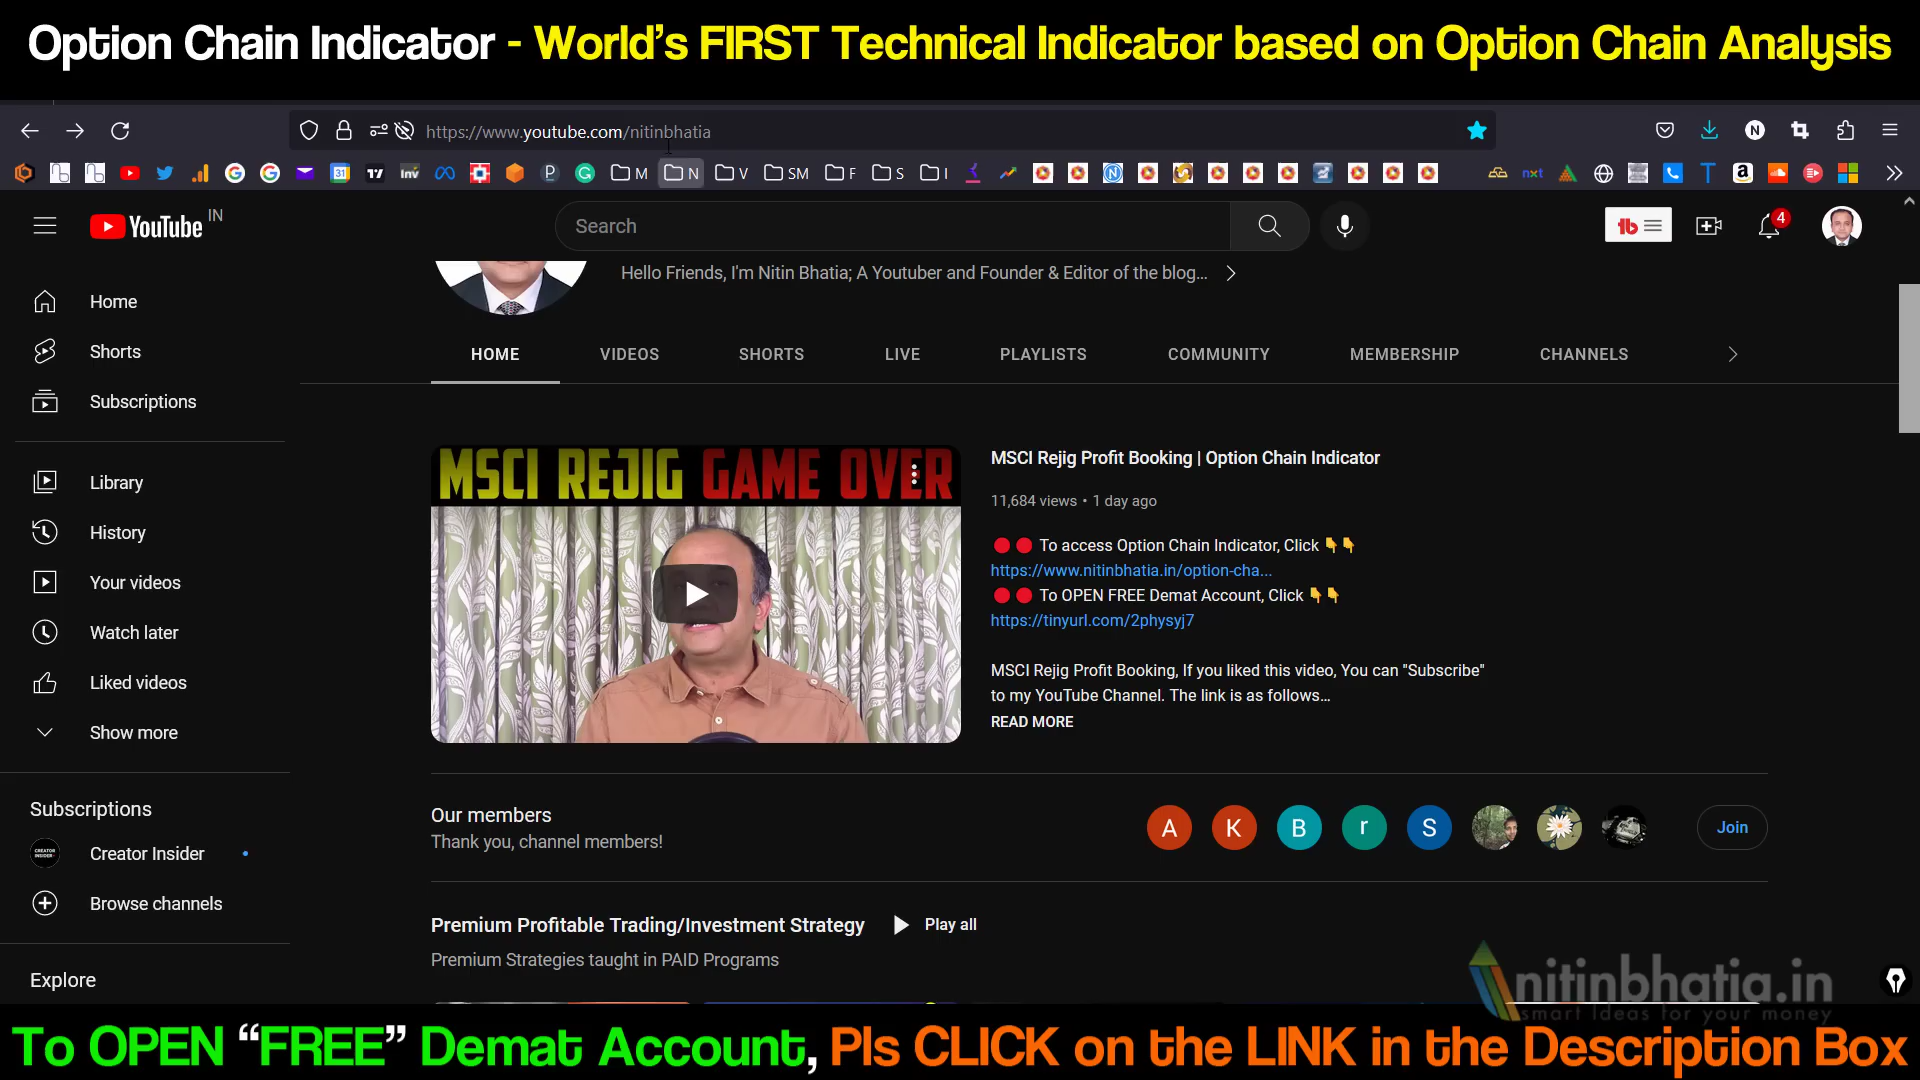 Option Chain Indicator - World's FIRST Technical Indicator based on Option Chain Analysis
https://www.youtube.com/nitinbhatia
N
31
inv
P
M
N
V
SM
F
S
I
nxt
T
a
YouTube IN
Search
tb
4
Home
Shorts
Subscriptions
Library
History
Your videos
Watch later
Liked videos
Show more
Subscriptions
Creator Insider
Browse channels
Explore
Hello Friends, I'm Nitin Bhatia; A Youtuber and Founder & Editor of the blog...
HOME VIDEOS SHORTS LIVE PLAYLISTS COMMUNITY MEMBERSHIP CHANNELS
MSCI REJIG GAME OVER
MSCI Rejig Profit Booking | Option Chain Indicator
11,684 views • 1 day ago
🔴🔴 To access Option Chain Indicator, Click 👇👇
https://www.nitinbhatia.in/option-cha...
🔴🔴 To OPEN FREE Demat Account, Click 👇👇
https://tinyurl.com/2physyj7
MSCI Rejig Profit Booking, If you liked this video, You can "Subscribe"
to my YouTube Channel. The link is as follows...
READ MORE
Our members
Thank you, channel members!
A K B r S
Join
Premium Profitable Trading/Investment Strategy
Play all
Premium Strategies taught in PAID Programs
nitinbhatia.in
smart Ideas for your money
To OPEN “FREE” Demat Account, Pls CLICK on the LINK in the Description Box